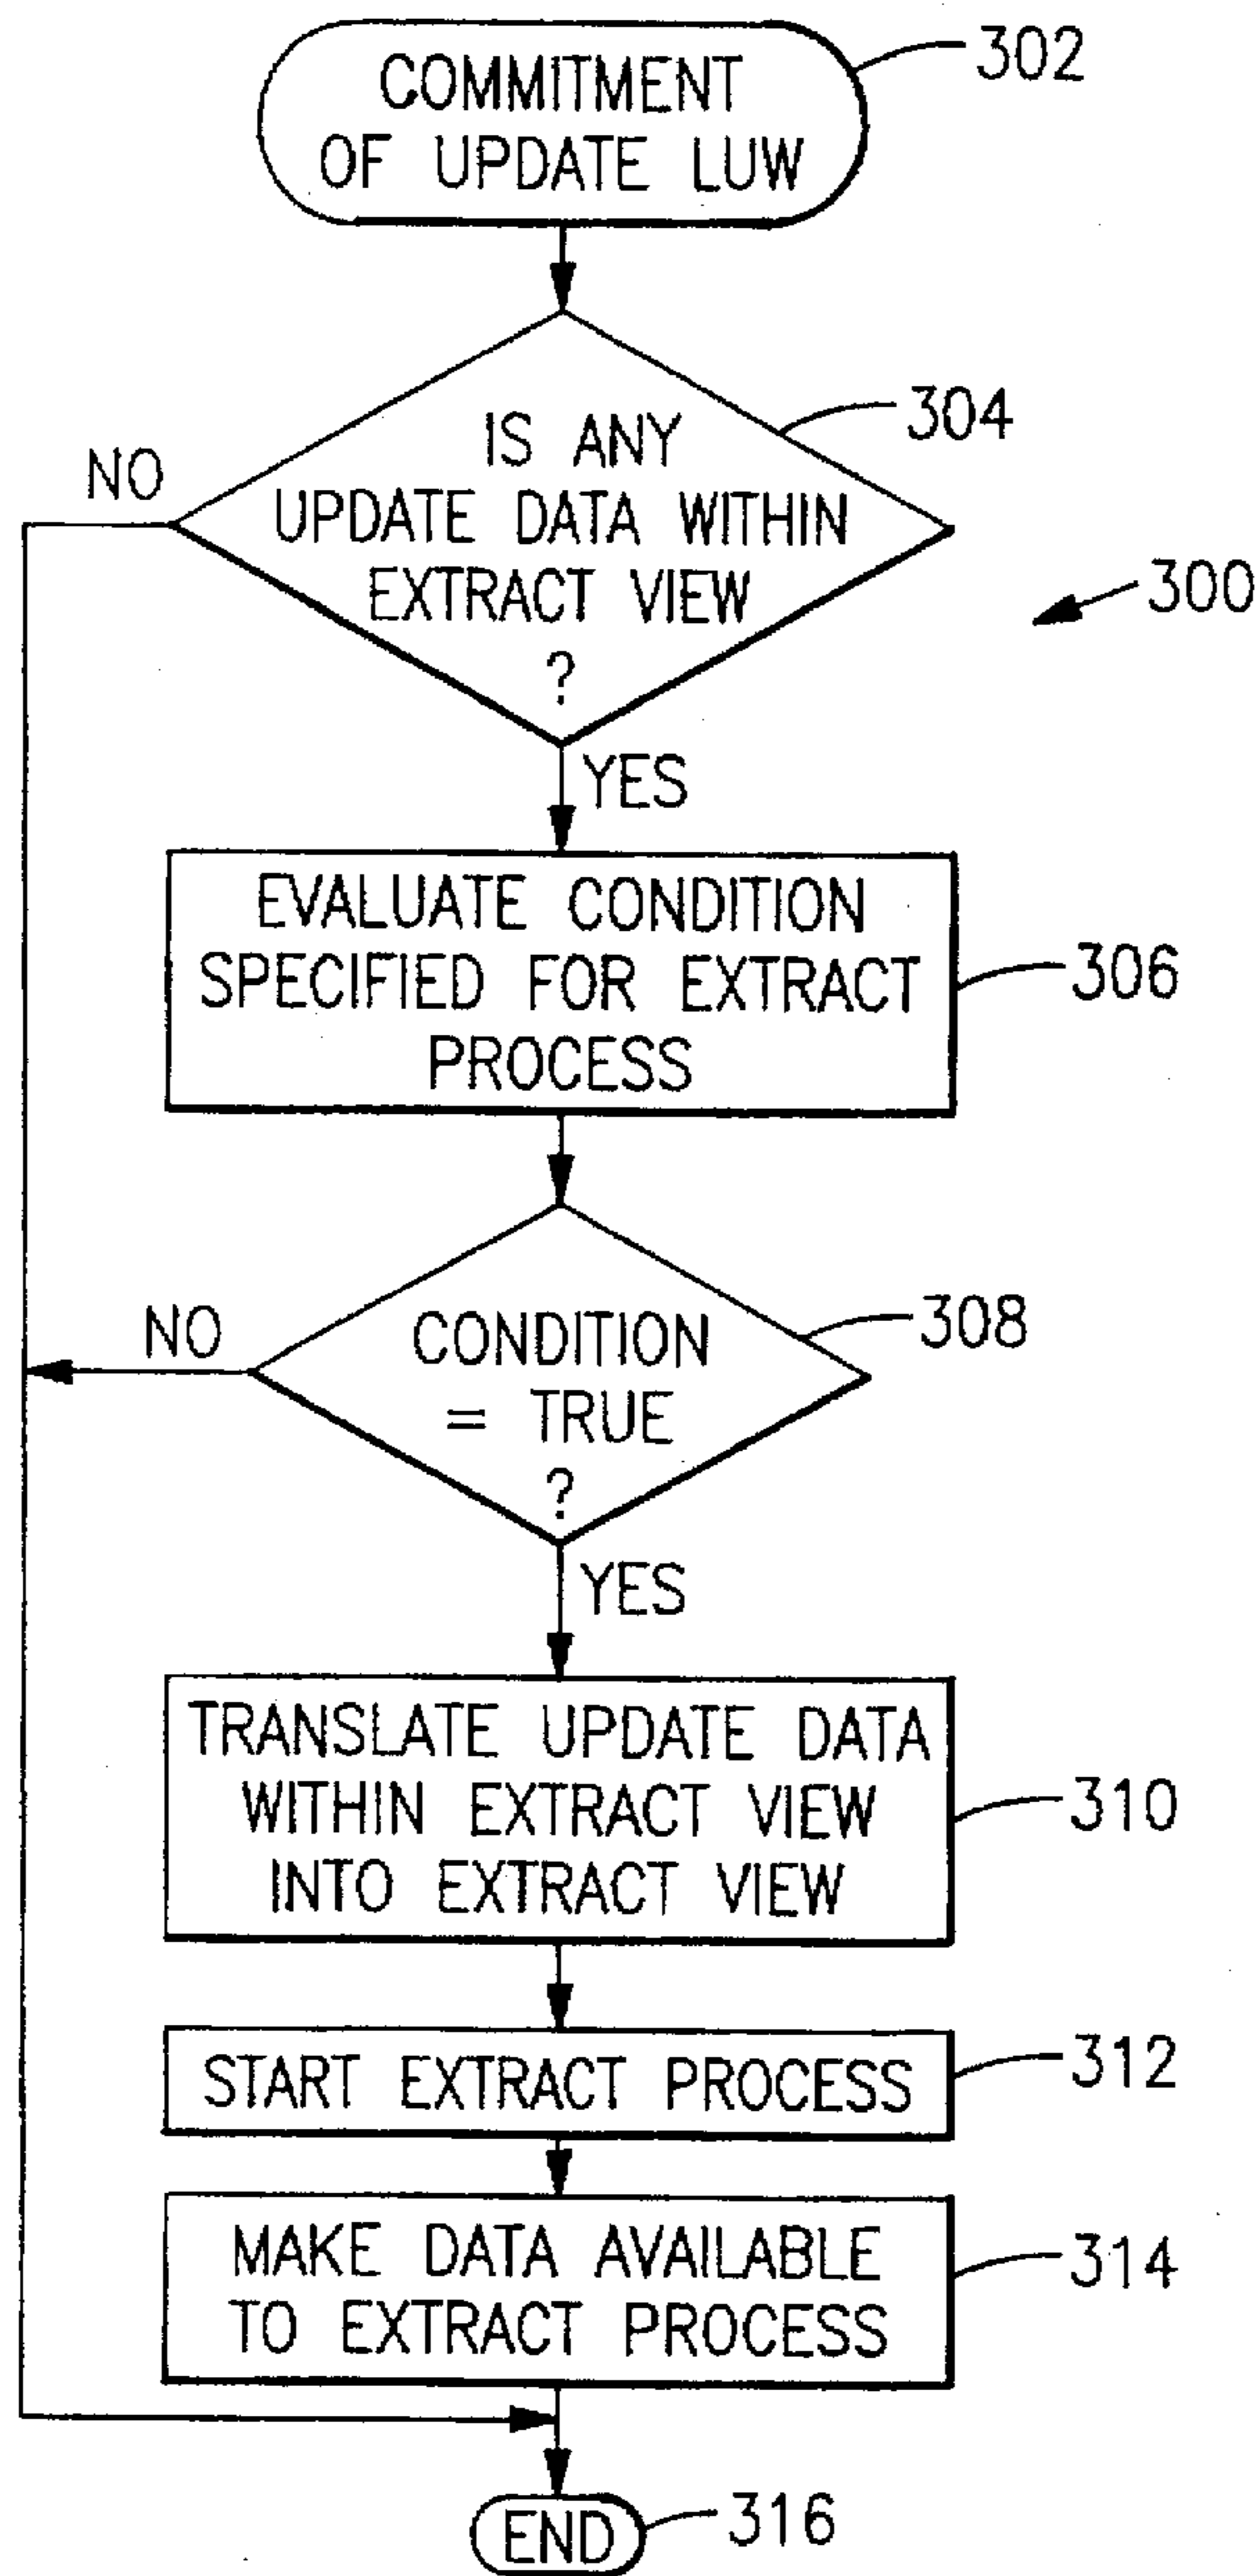 COMMITMENT
OF UPDATE LUW
302
IS ANY
UPDATE DATA WITHIN
EXTRACT VIEW
?
304
NO
300
YES
EVALUATE CONDITION
SPECIFIED FOR EXTRACT
PROCESS
306
CONDITION
= TRUE
?
308
NO
YES
TRANSLATE UPDATE DATA
WITHIN EXTRACT VIEW
INTO EXTRACT VIEW
310
START EXTRACT PROCESS
312
MAKE DATA AVAILABLE
TO EXTRACT PROCESS
314
END
316